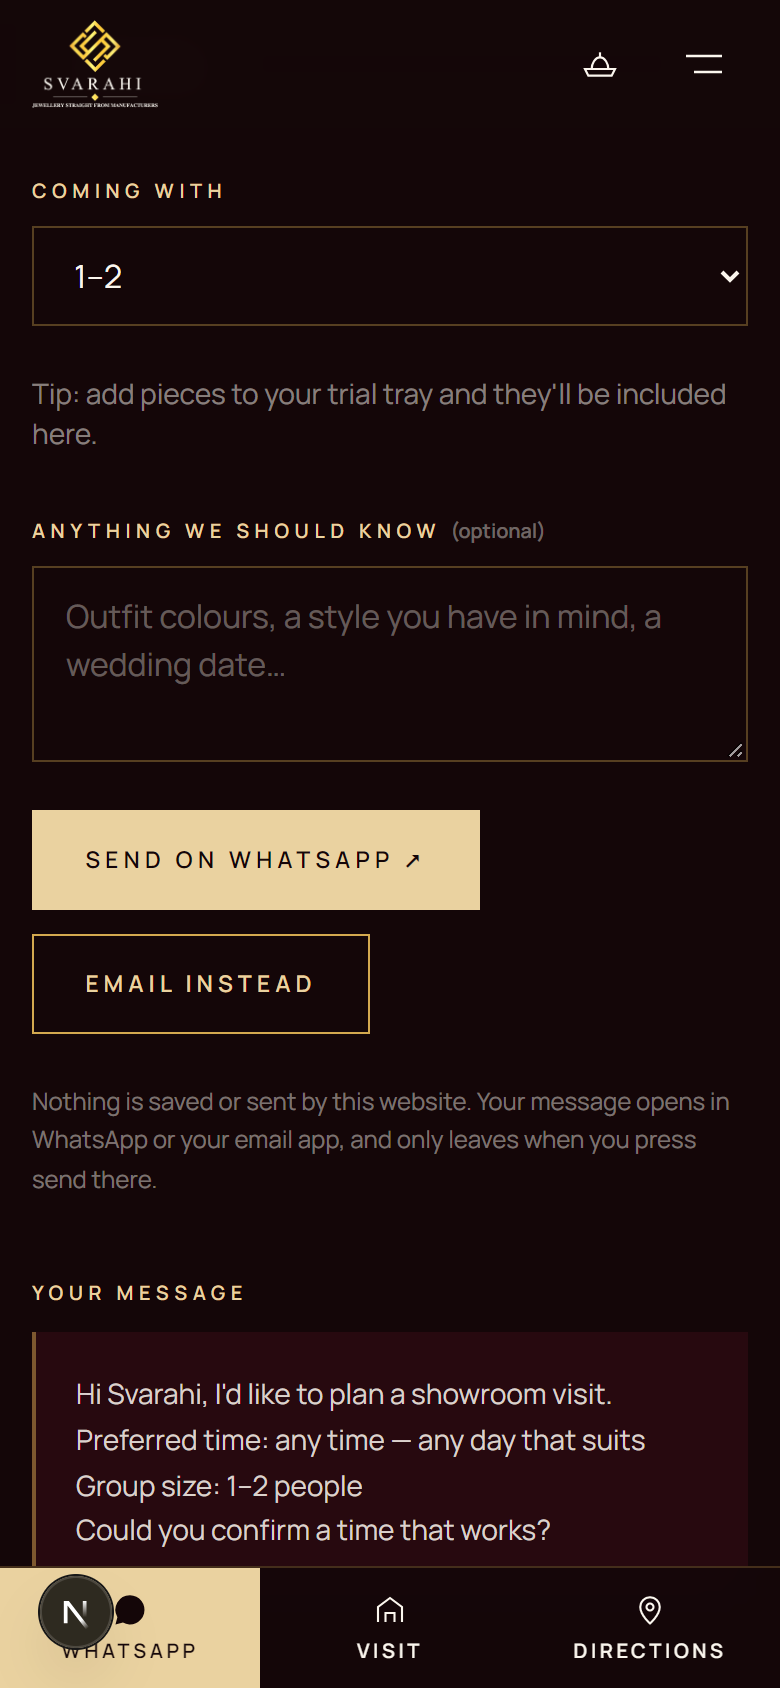 SVARAHI
JEWELLERY STRAIGHT FROM MANUFACTURERS
COMING WITH
1–2
Tip: add pieces to your trial tray and they'll be included
here.
ANYTHING WE SHOULD KNOW (optional)
Outfit colours, a style you have in mind, a
wedding date…
SEND ON WHATSAPP ↗
EMAIL INSTEAD
Nothing is saved or sent by this website. Your message opens in
WhatsApp or your email app, and only leaves when you press
send there.
YOUR MESSAGE
Hi Svarahi, I'd like to plan a showroom visit.
Preferred time: any time — any day that suits
Group size: 1–2 people
Could you confirm a time that works?
N
WHATSAPP
VISIT
DIRECTIONS